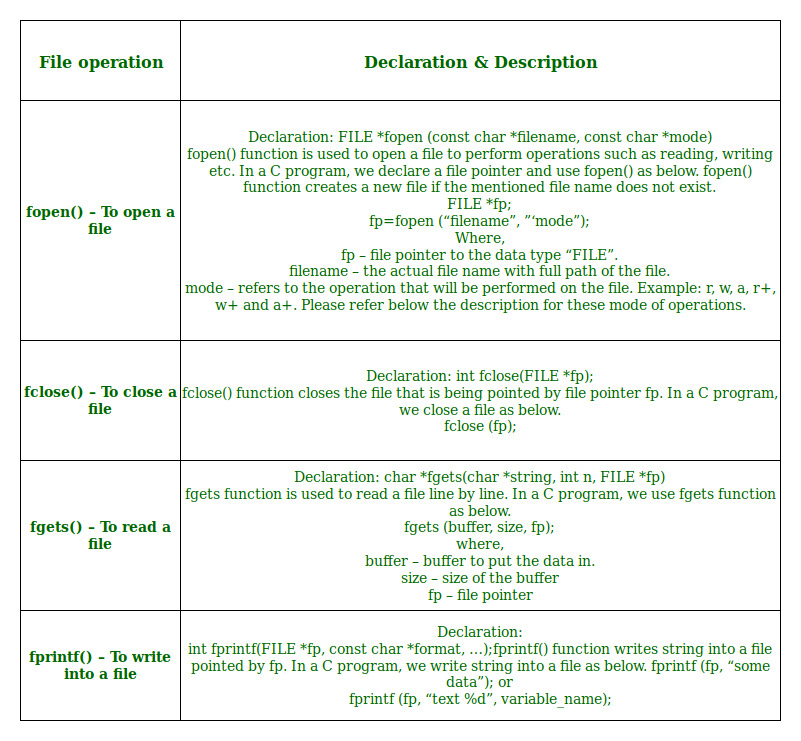 File operation
Declaration & Description
fopen() – To open a
file
Declaration: FILE *fopen (const char *filename, const char *mode)
fopen() function is used to open a file to perform operations such as reading, writing
etc. In a C program, we declare a file pointer and use fopen() as below. fopen()
function creates a new file if the mentioned file name does not exist.
FILE *fp;
fp=fopen (“filename”, ”‘mode”);
Where,
fp – file pointer to the data type “FILE”.
filename – the actual file name with full path of the file.
mode – refers to the operation that will be performed on the file. Example: r, w, a, r+,
w+ and a+. Please refer below the description for these mode of operations.
fclose() – To close a
file
Declaration: int fclose(FILE *fp);
fclose() function closes the file that is being pointed by file pointer fp. In a C program,
we close a file as below.
fclose (fp);
fgets() – To read a
file
Declaration: char *fgets(char *string, int n, FILE *fp)
fgets function is used to read a file line by line. In a C program, we use fgets function
as below.
fgets (buffer, size, fp);
where,
buffer – buffer to put the data in.
size – size of the buffer
fp – file pointer
fprintf() – To write
into a file
Declaration:
int fprintf(FILE *fp, const char *format, …);fprintf() function writes string into a file
pointed by fp. In a C program, we write string into a file as below. fprintf (fp, “some
data”); or
fprintf (fp, “text %d”, variable_name);